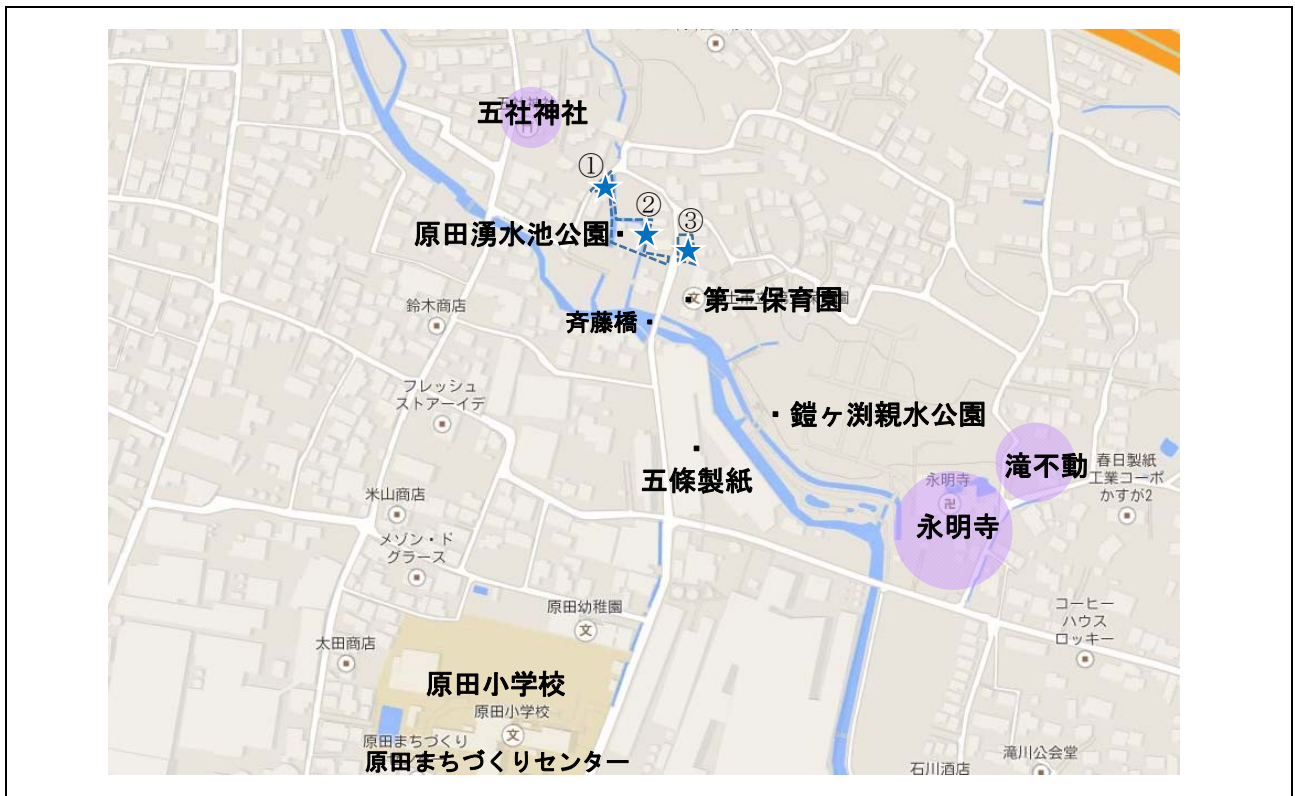 五社神社
①
②
③
原田湧水池公園
第三保育園
鈴木商店
斉藤橋
フレッシュ
ストアーイデ
鎧ヶ渕親水公園
滝不動
春日製紙
工業コーポ
かすが2
五條製紙
永明寺
卍
永明寺
米山商店
メゾン・ド
グラース
原田幼稚園
文
コーヒー
ハウス
ロッキー
太田商店
原田小学校
原田小学校
文
原田まちづくり
原田まちづくりセンター
滝川公会堂
石川酒店